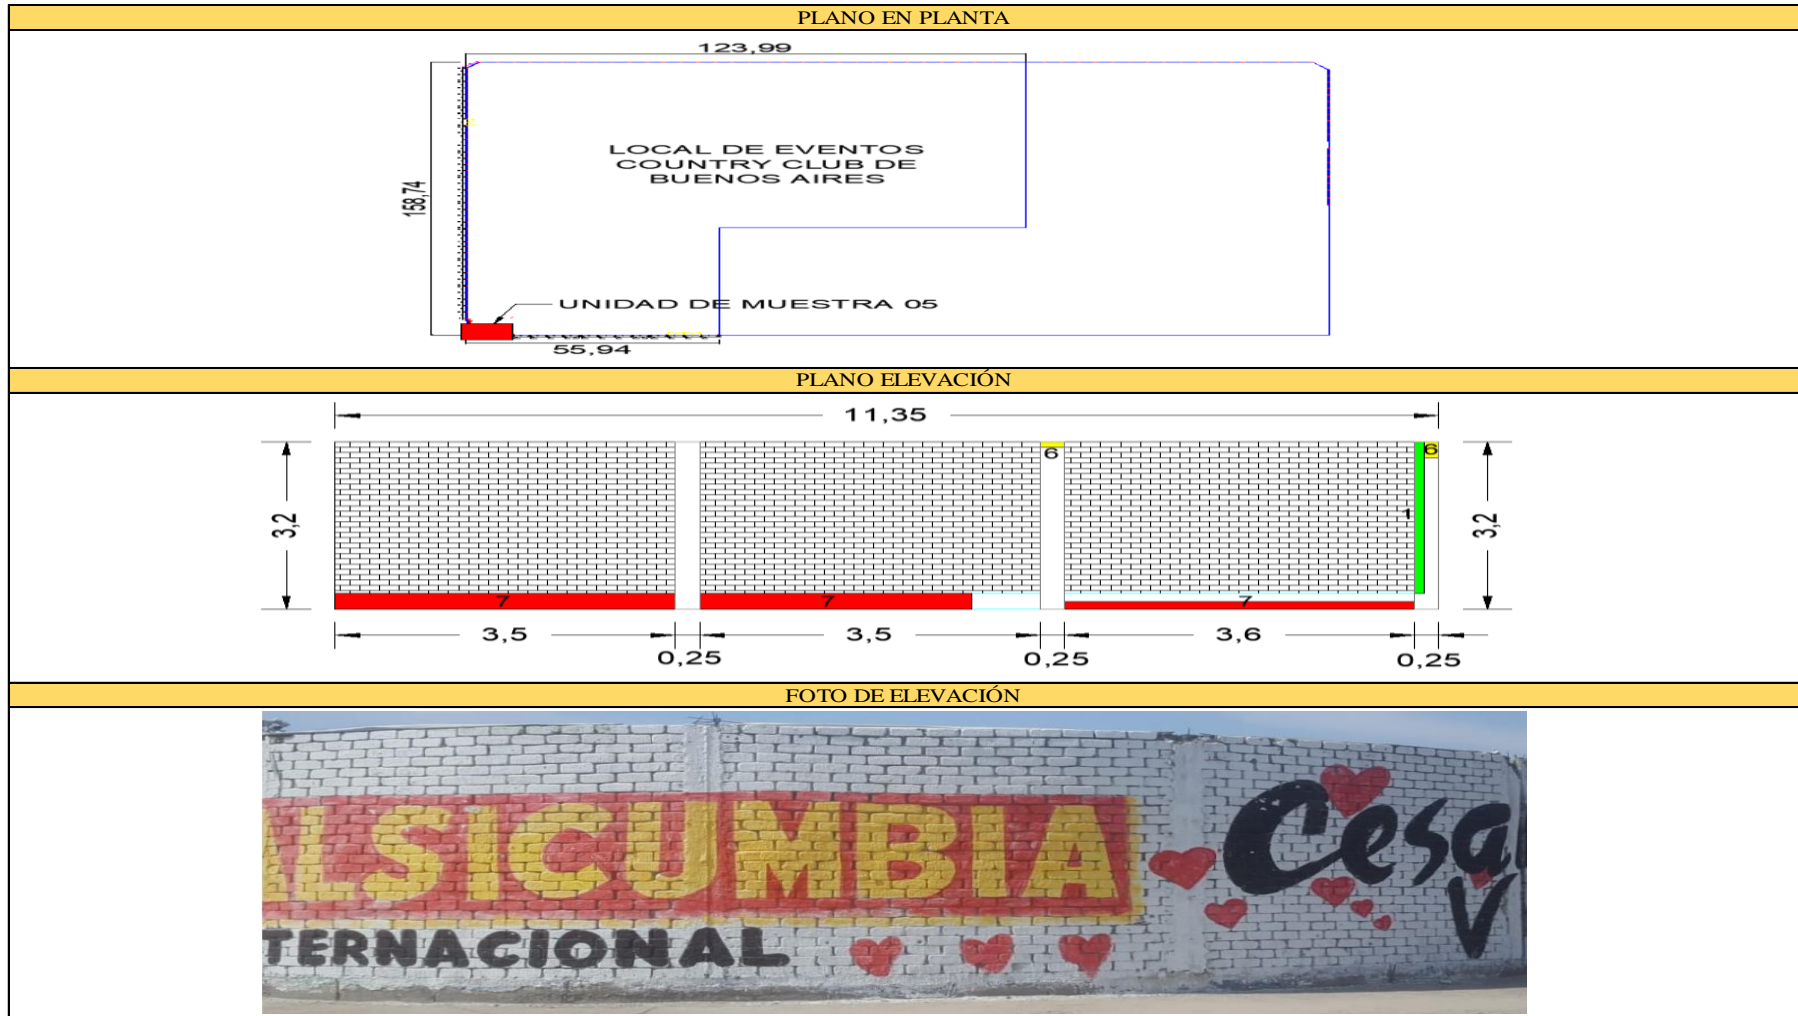 PLANO EN PLANTA
123,99
LOCAL DE EVENTOS
COUNTRY CLUB DE
BUENOS AIRES
158,74
UNIDAD DE MUESTRA 05
55,94
PLANO ELEVACIÓN
11,35
6
6
3,2
1
3,2
7
7
7
3,5
3,5
3,6
0,25
0,25
0,25
FOTO DE ELEVACIÓN
ALSICUMBIA
Cesa
V
TERNACIONAL